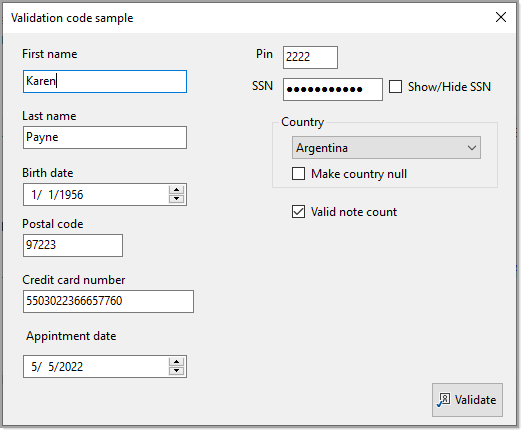 Validation code sample
First name
Karen
Last name
Payne
Birth date
1/ 1/1956
Postal code
97223
Credit card number
5503022366657760
Appintment date
5/ 5/2022
Pin
2222
SSN
●●●●●●●●●●●
Show/Hide SSN
Country
Argentina
Make country null
Valid note count
Validate